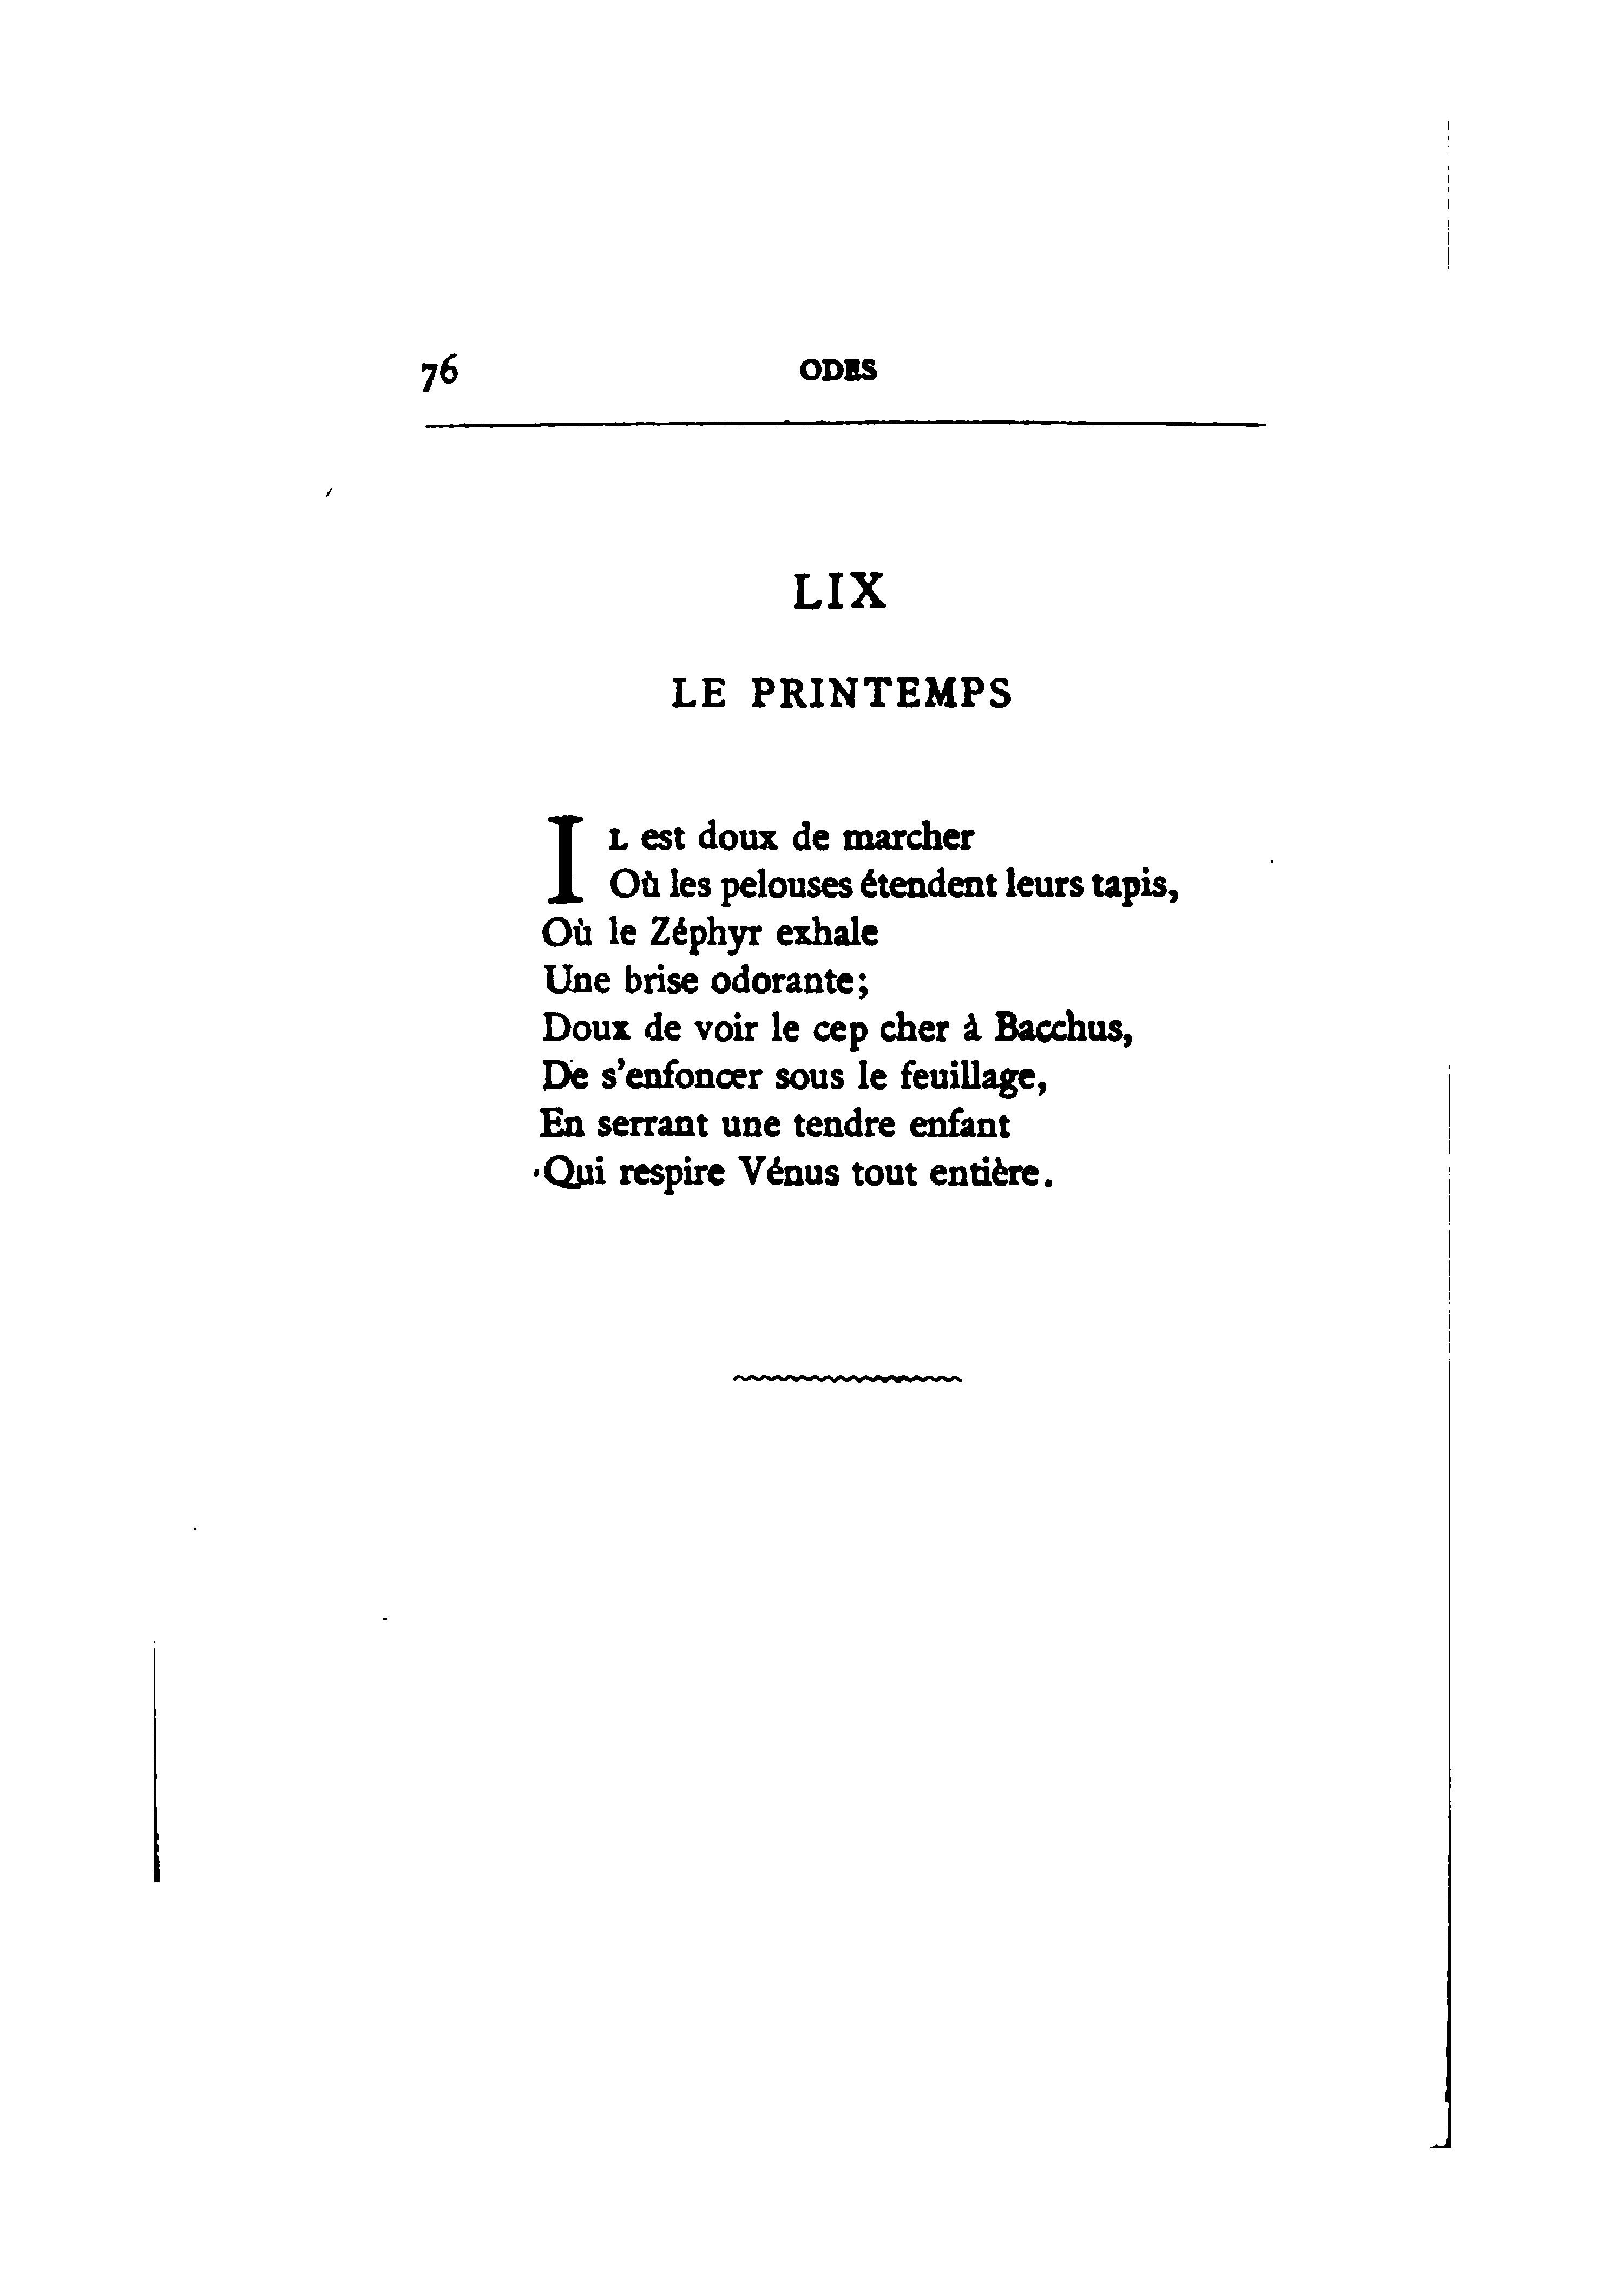 76 ODES
LIX
LE PRINTEMPS
IL est doux de marcher
Où les pelouses étendent leurs tapis,
Où le Zéphyr exhale
Une brise odorante;
Doux de voir le cep cher à Bacchus,
De s'enfoncer sous le feuillage,
En serrant une tendre enfant
Qui respire Vénus tout entière.